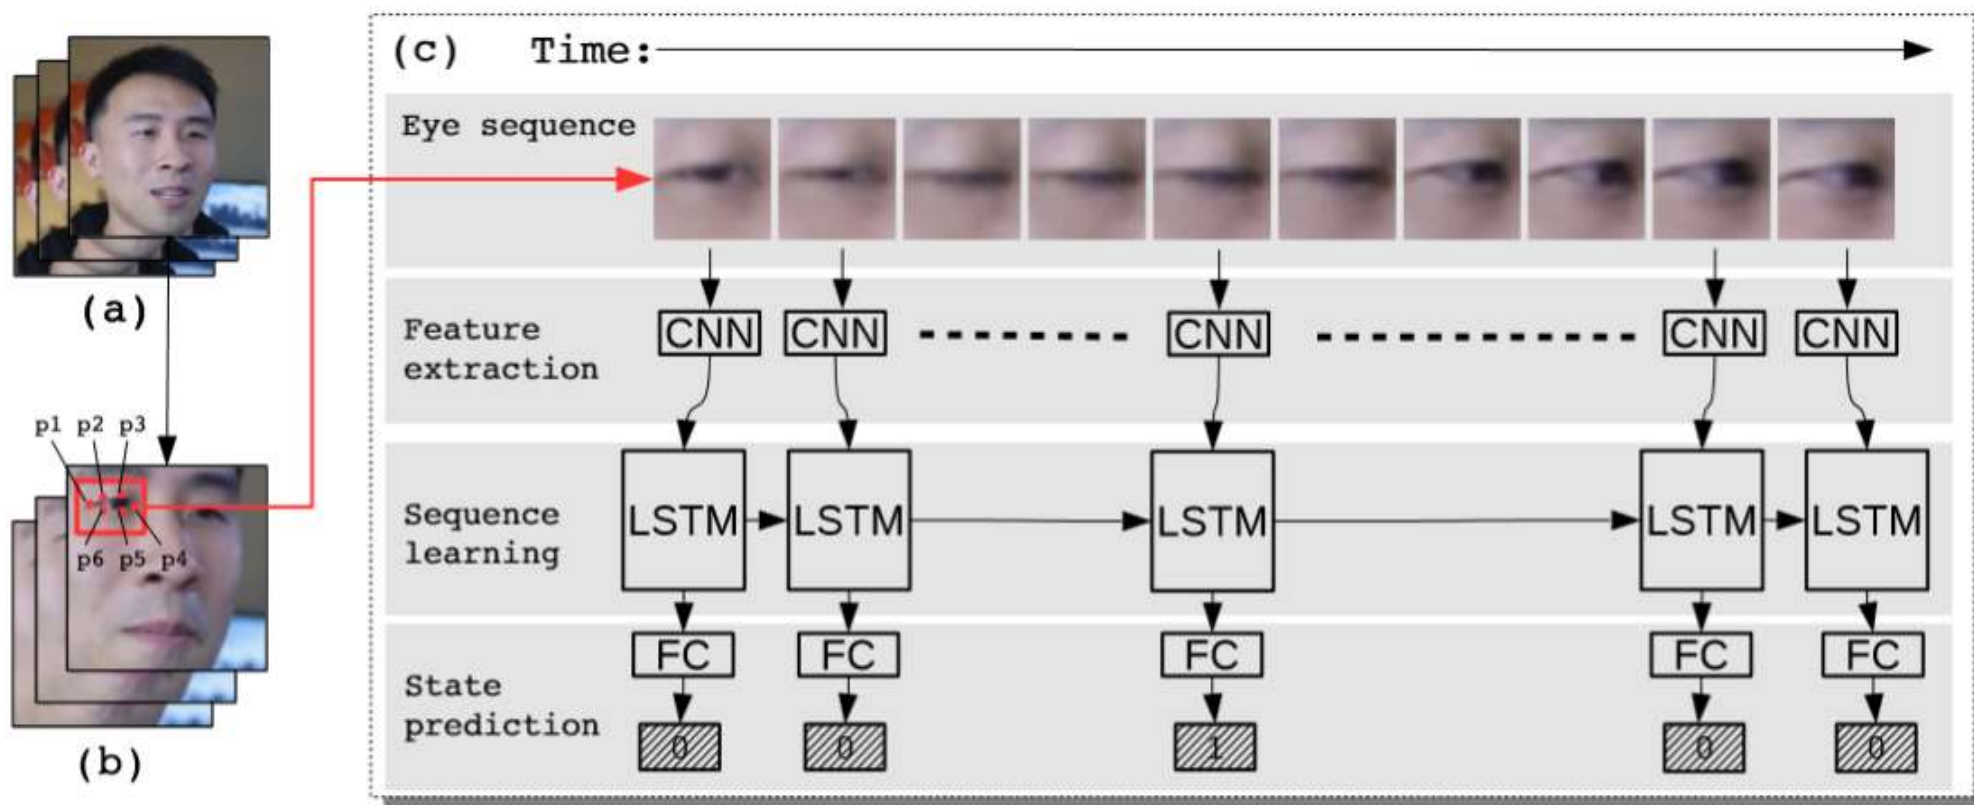 (a)
p1 p2 p3
p6 p5 p4
(b)
(c) Time:
Eye sequence
Feature
extraction
CNN CNN CNN CNN CNN
Sequence
learning
LSTM LSTM LSTM LSTM LSTM
State
prediction
FC FC FC FC FC
0 0 1 0 0